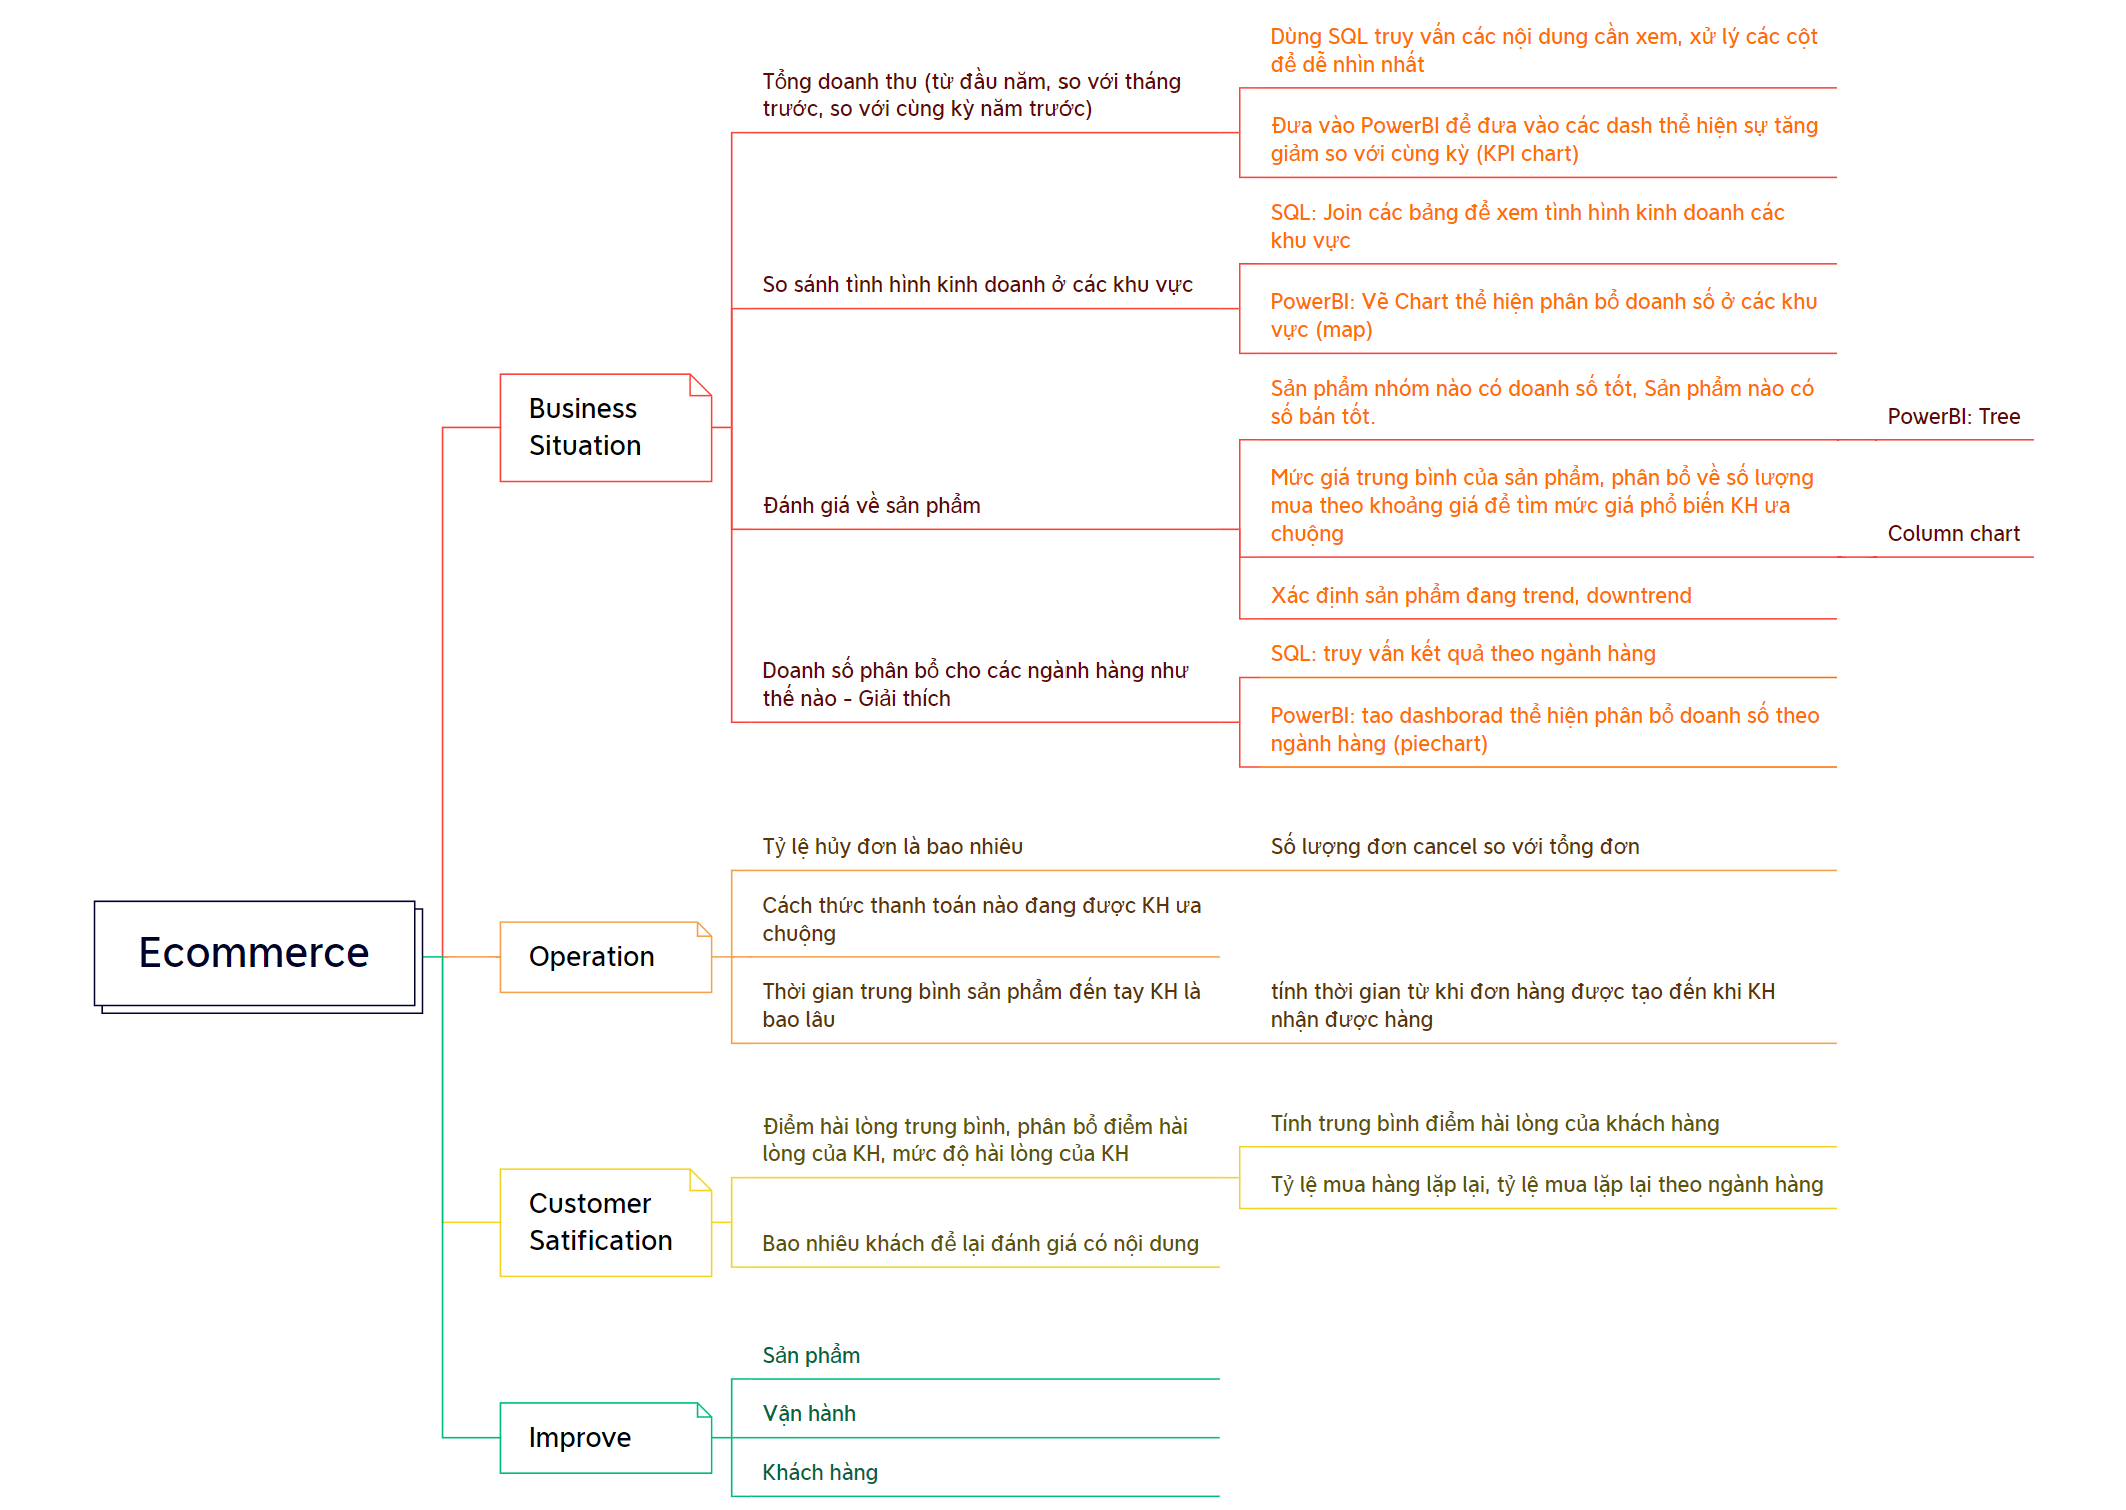 Ecommerce
Business
Situation
Tổng doanh thu (từ đầu năm, so với tháng
trước, so với cùng kỳ năm trước)
Dùng SQL truy vấn các nội dung cần xem, xử lý các cột
để dễ nhìn nhất
Đưa vào PowerBI để đưa vào các dash thể hiện sự tăng
giảm so với cùng kỳ (KPI chart)
So sánh tình hình kinh doanh ở các khu vực
SQL: Join các bảng để xem tình hình kinh doanh các
khu vực
PowerBI: Vẽ Chart thể hiện phân bổ doanh số ở các khu
vực (map)
Đánh giá về sản phẩm
Sản phẩm nhóm nào có doanh số tốt, Sản phẩm nào có
số bán tốt.
PowerBI: Tree
Mức giá trung bình của sản phẩm, phân bổ về số lượng
mua theo khoảng giá để tìm mức giá phổ biến KH ưa
chuộng
Column chart
Xác định sản phẩm đang trend, downtrend
Doanh số phân bổ cho các ngành hàng như
thế nào - Giải thích
SQL: truy vấn kết quả theo ngành hàng
PowerBI: tao dashborad thể hiện phân bổ doanh số theo
ngành hàng (piechart)
Operation
Tỷ lệ hủy đơn là bao nhiêu
Số lượng đơn cancel so với tổng đơn
Cách thức thanh toán nào đang được KH ưa
chuộng
Thời gian trung bình sản phẩm đến tay KH là
bao lâu
tính thời gian từ khi đơn hàng được tạo đến khi KH
nhận được hàng
Customer
Satification
Điểm hài lòng trung bình, phân bổ điểm hài
lòng của KH, mức độ hài lòng của KH
Tính trung bình điểm hài lòng của khách hàng
Tỷ lệ mua hàng lặp lại, tỷ lệ mua lặp lại theo ngành hàng
Bao nhiêu khách để lại đánh giá có nội dung
Improve
Sản phẩm
Vận hành
Khách hàng